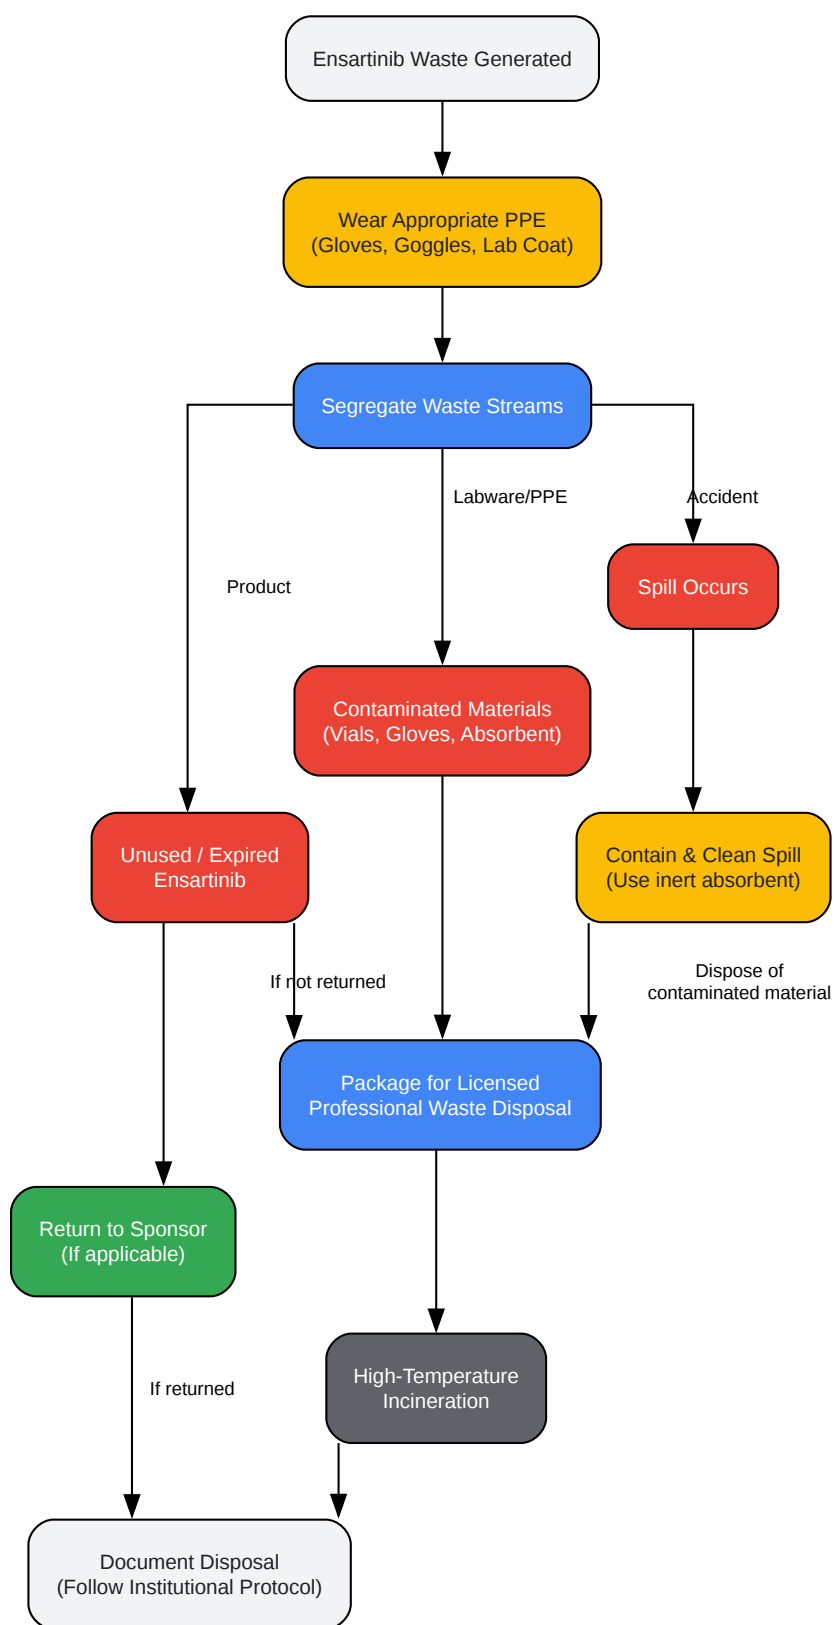 Ensartinib Waste Generated
Wear Appropriate PPE
(Gloves, Goggles, Lab Coat)
Segregate Waste Streams
Labware/PPE
Accident
Product
Spill Occurs
Contaminated Materials
(Vials, Gloves, Absorbent)
Unused / Expired
Ensartinib
Contain & Clean Spill
(Use inert absorbent)
If not returned
Dispose of
contaminated material
Package for Licensed
Professional Waste Disposal
Return to Sponsor
(If applicable)
If returned
High-Temperature
Incineration
Document Disposal
(Follow Institutional Protocol)